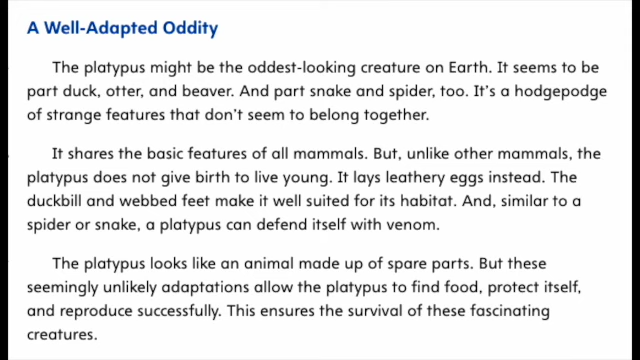 A Well-Adapted Oddity
The platypus might be the oddest-looking creature on Earth. It seems to be
part duck, otter, and beaver. And part snake and spider, too. It's a hodgepodge
of strange features that don't seem to belong together.
It shares the basic features of all mammals. But, unlike other mammals, the
platypus does not give birth to live young. It lays leathery eggs instead. The
duckbill and webbed feet make it well suited for its habitat. And, similar to a
spider or snake, a platypus can defend itself with venom.
The platypus looks like an animal made up of spare parts. But these
seemingly unlikely adaptations allow the platypus to find food, protect itself,
and reproduce successfully. This ensures the survival of these fascinating
creatures.